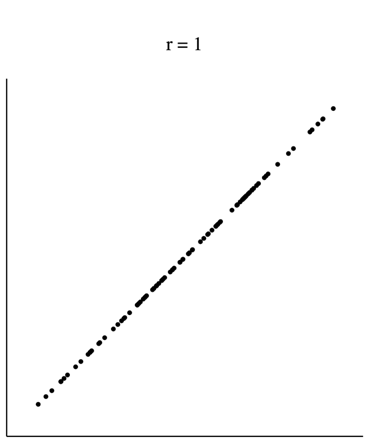 r = 1